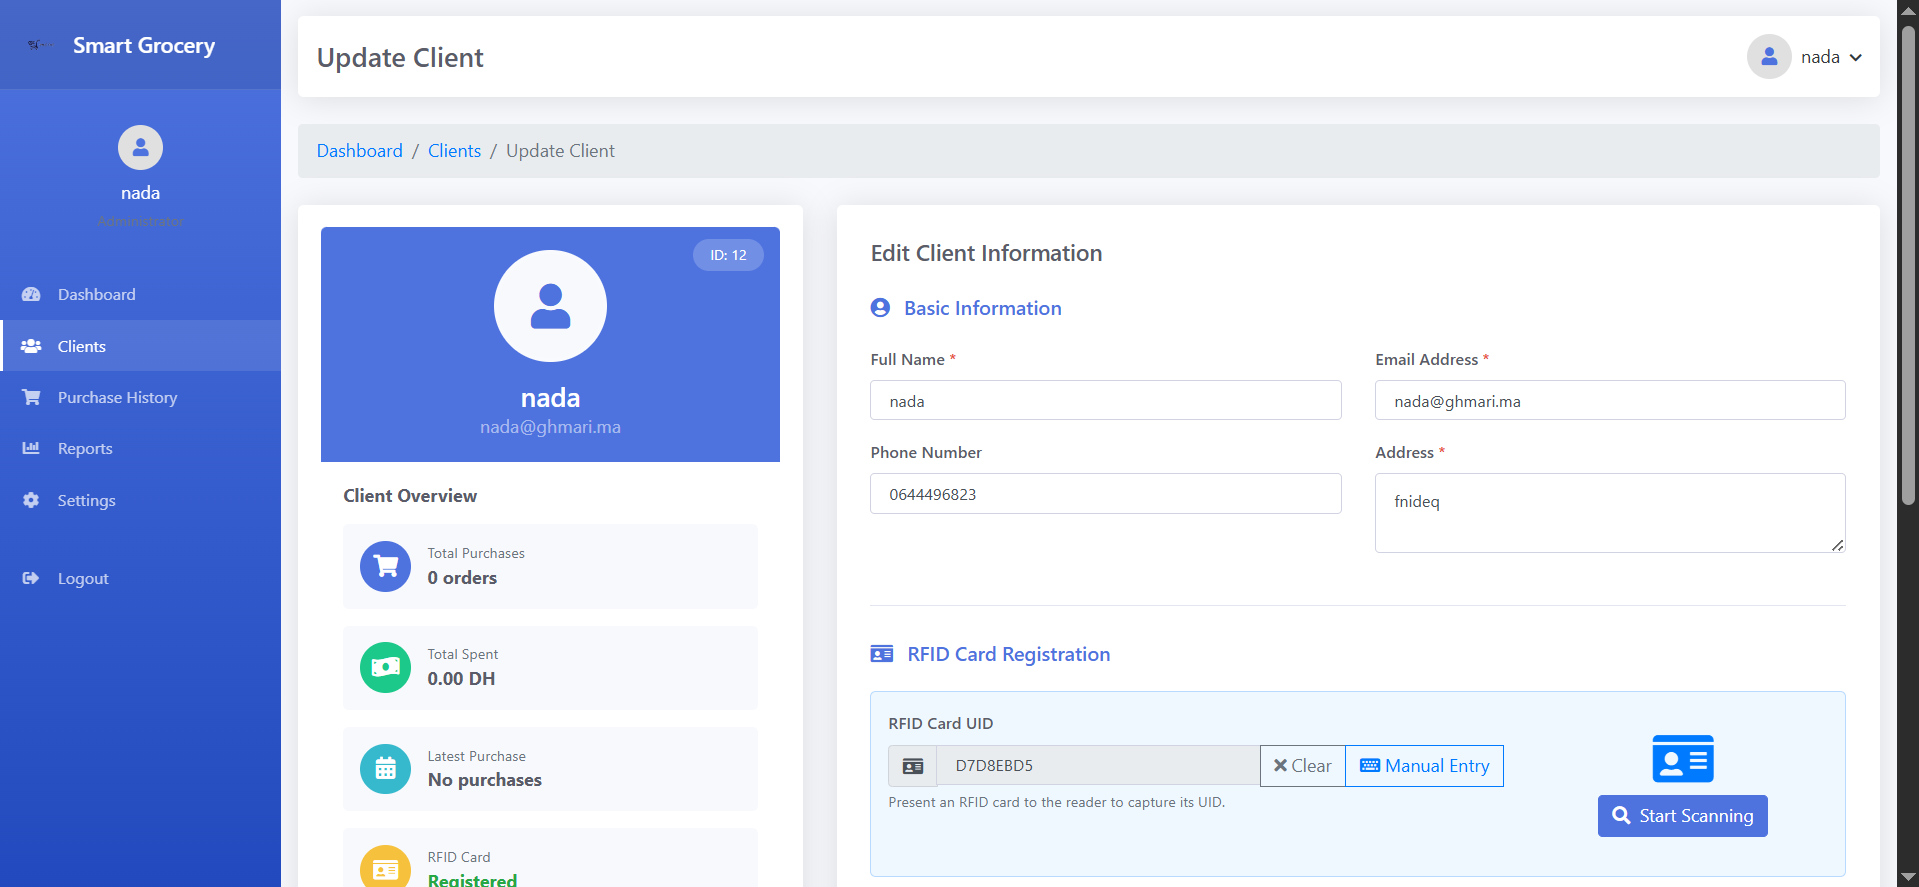 Smart Grocery
nada
Administrator
Dashboard
Clients
Purchase History
Reports
Settings
Logout
Update Client
nada
Dashboard / Clients / Update Client
ID: 12
nada
nada@ghmari.ma
Client Overview
Total Purchases
0 orders
Total Spent
0.00 DH
Latest Purchase
No purchases
RFID Card
Registered
Edit Client Information
Basic Information
Full Name *
nada
Email Address *
nada@ghmari.ma
Phone Number
0644496823
Address *
fnideq
RFID Card Registration
RFID Card UID
D7D8EBD5
Clear
Manual Entry
Present an RFID card to the reader to capture its UID.
Start Scanning